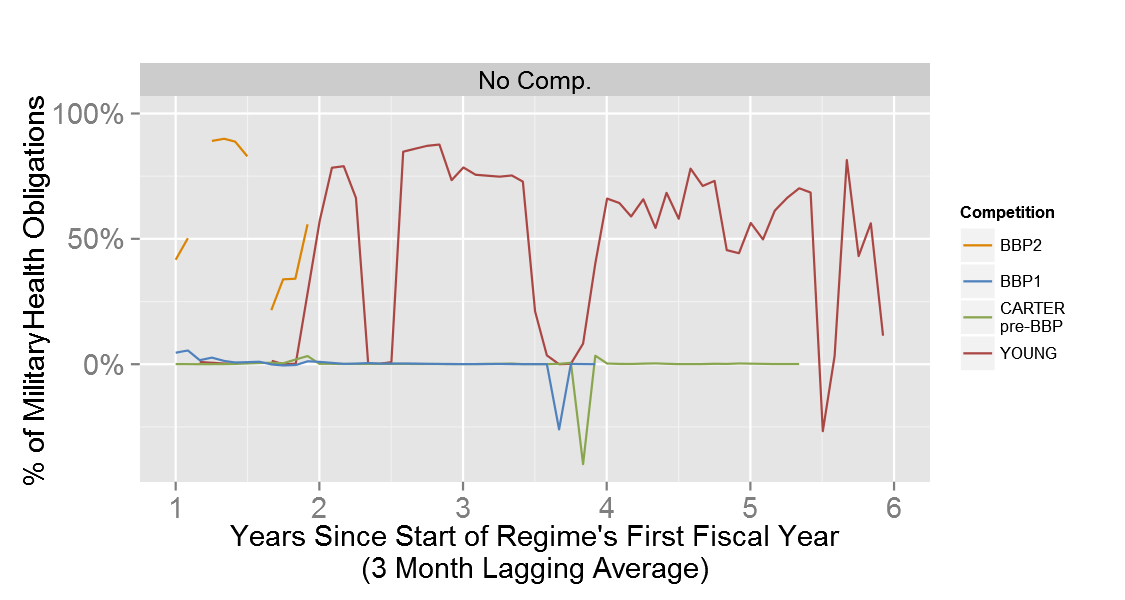 No Comp.
% of MilitaryHealth Obligations
100%
50%
0%
1 2 3 4 5 6
Years Since Start of Regime's First Fiscal Year
(3 Month Lagging Average)
Competition
BBP2
BBP1
CARTER
pre-BBP
YOUNG